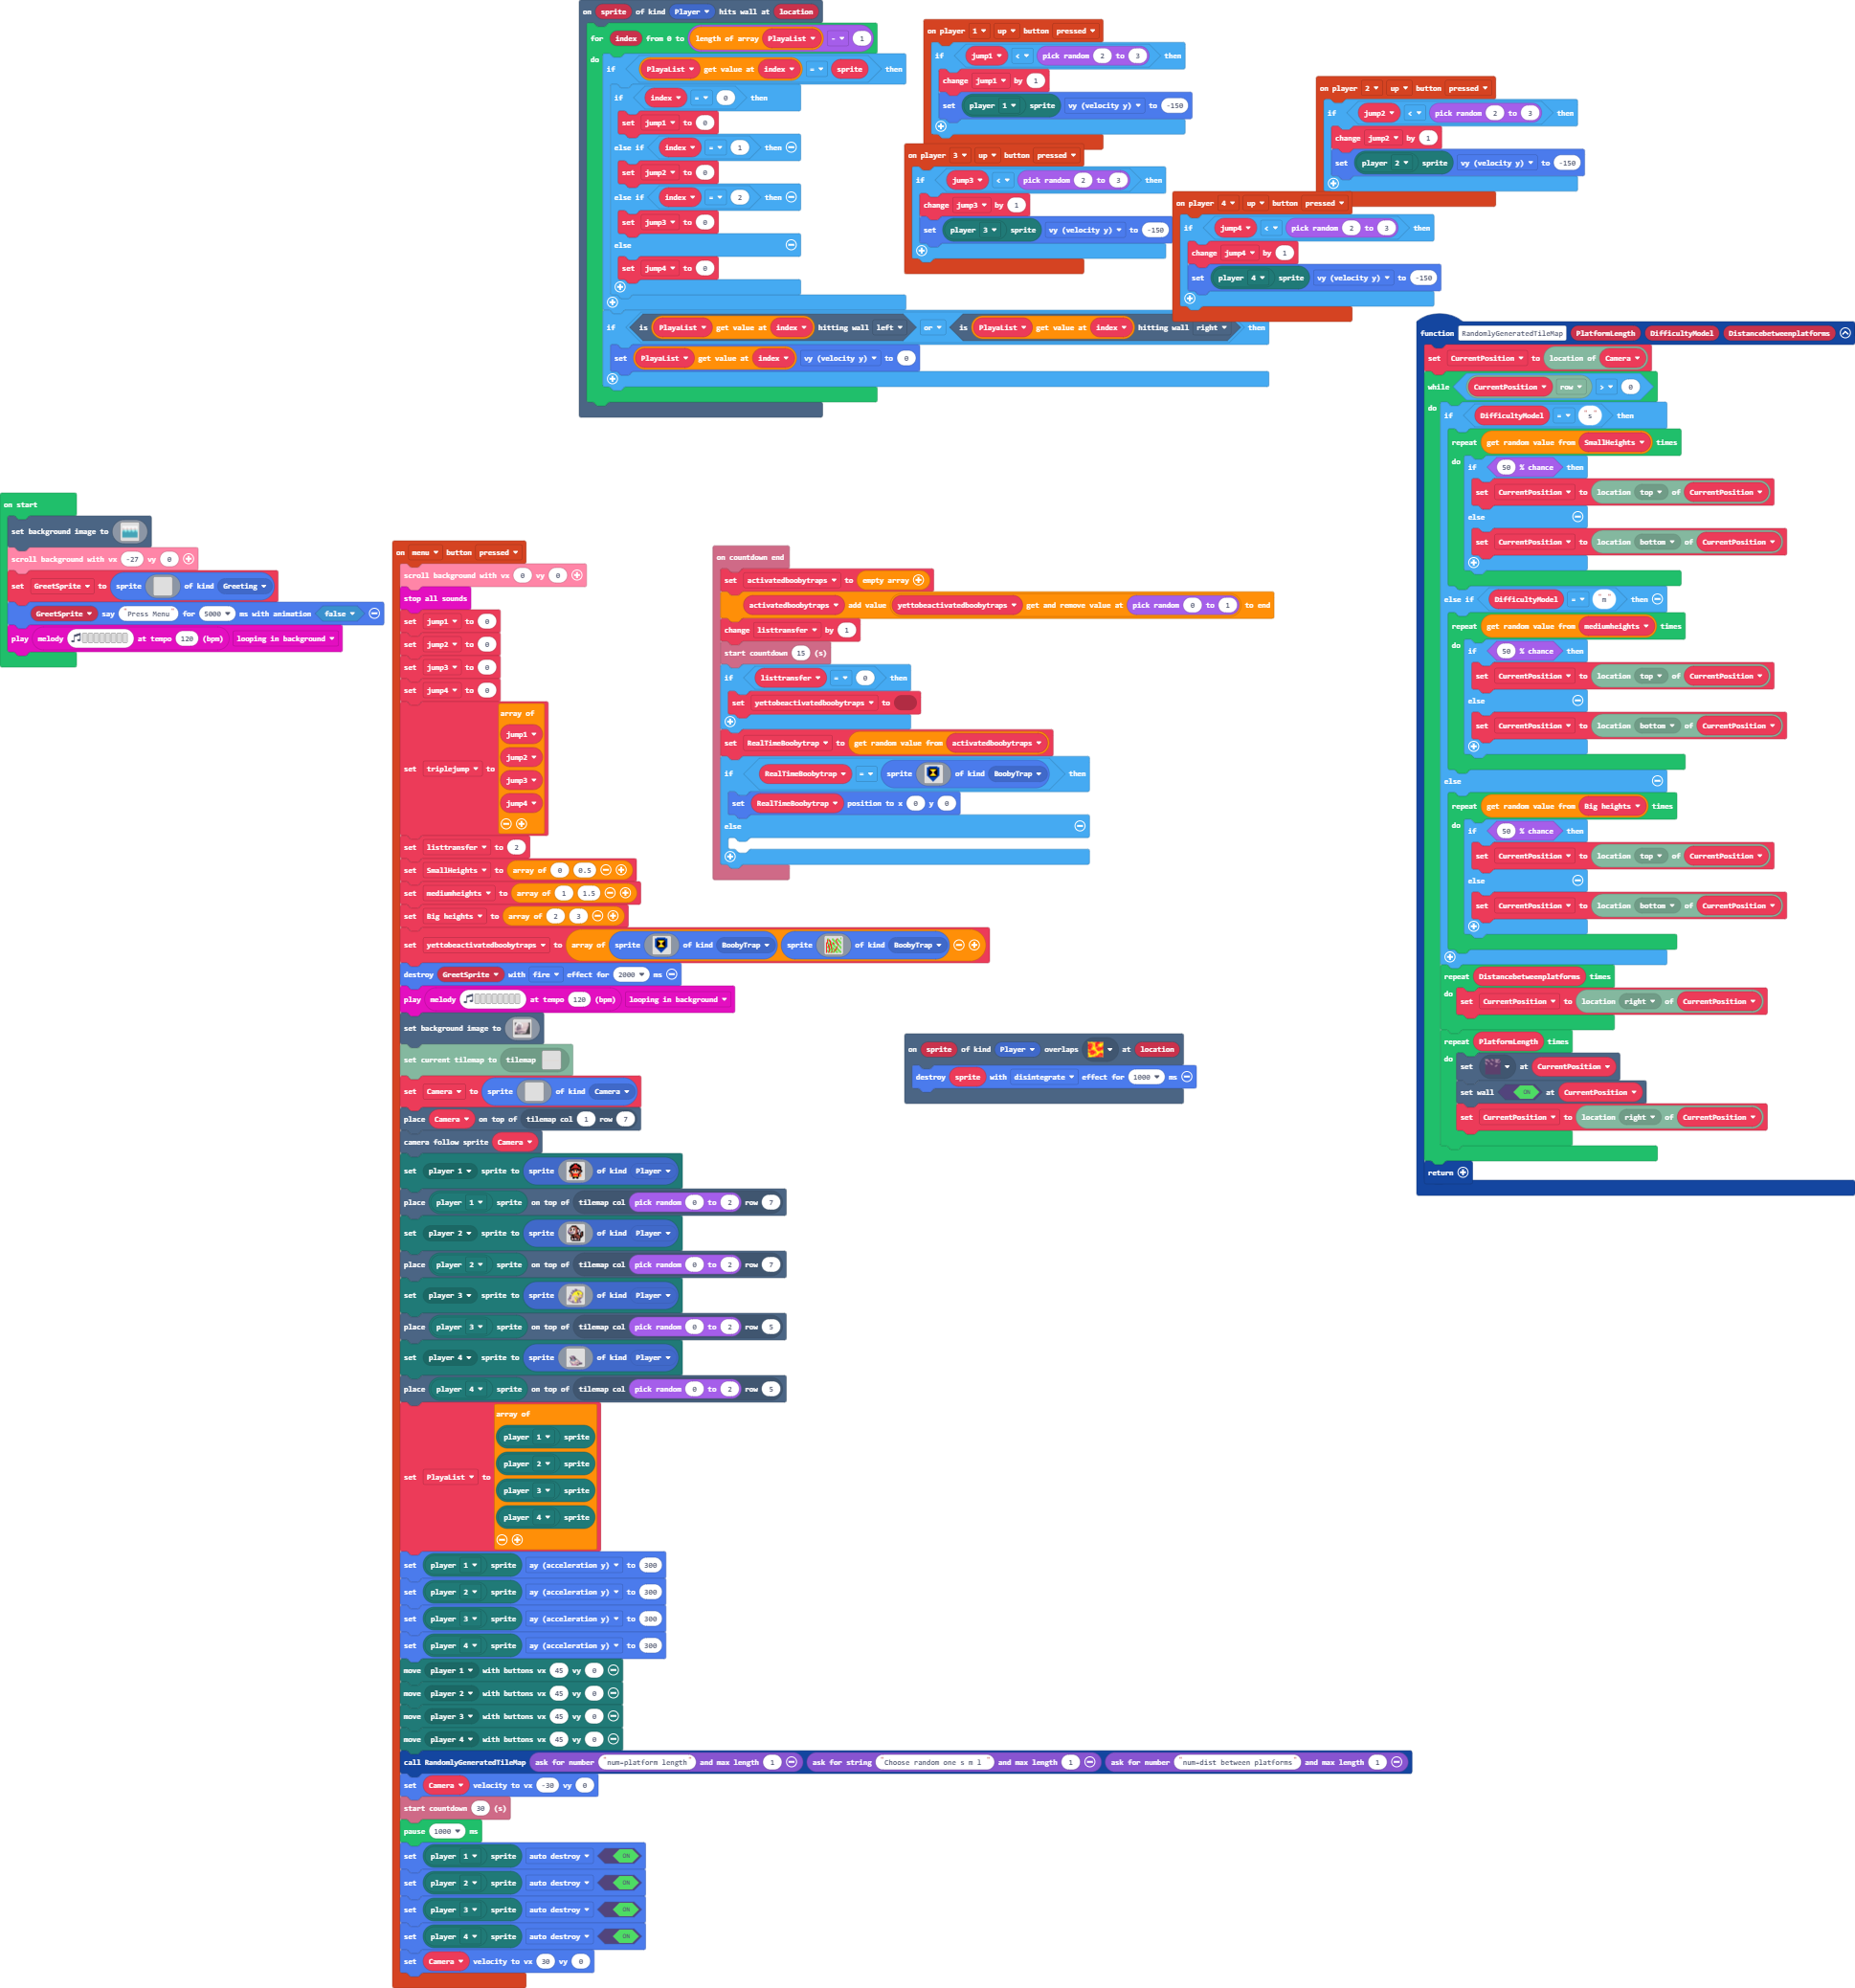 on sprite of kind Player hits wall at location
for index from 0 to length of array PlayaList - 1
do
if PlayaList get value at index = sprite then
if index = 0 then
set jump1 to 0
else if index = 1 then
set jump2 to 0
else if index = 2 then
set jump3 to 0
else
set jump4 to 0
if is PlayaList get value at index hitting wall left or is PlayaList get value at index hitting wall right then
set PlayaList get value at index vy (velocity y) to 0
on player 1 up button pressed
if jump1 < pick random 2 to 3 then
change jump1 by 1
set player 1 sprite vy (velocity y) to -150
on player 3 up button pressed
if jump3 < pick random 2 to 3 then
change jump3 by 1
set player 3 sprite vy (velocity y) to -150
on player 2 up button pressed
if jump2 < pick random 2 to 3 then
change jump2 by 1
set player 2 sprite vy (velocity y) to -150
on player 4 up button pressed
if jump4 < pick random 2 to 3 then
change jump4 by 1
set player 4 sprite vy (velocity y) to -150
function RandomlyGeneratedTileMap PlatformLength DifficultyModel Distancebetweenplatforms
set CurrentPosition to location of Camera
while CurrentPosition row > 0
do
if DifficultyModel = "s" then
repeat get random value from SmallHeights times
do
if 50 % chance then
set CurrentPosition to location top of CurrentPosition
else
set CurrentPosition to location bottom of CurrentPosition
else if DifficultyModel = "m" then
repeat get random value from mediumheights times
do
if 50 % chance then
set CurrentPosition to location top of CurrentPosition
else
set CurrentPosition to location bottom of CurrentPosition
else
repeat get random value from Big heights times
do
if 50 % chance then
set CurrentPosition to location top of CurrentPosition
else
set CurrentPosition to location bottom of CurrentPosition
repeat Distancebetweenplatforms times
do
set CurrentPosition to location right of CurrentPosition
repeat PlatformLength times
do
set at CurrentPosition
set wall ON at CurrentPosition
set CurrentPosition to location right of CurrentPosition
return
on start
set background image to
scroll background with vx -27 vy 0
set GreetSprite to sprite of kind Greeting
GreetSprite say "Press Menu" for 5000 ms with animation false
play melody at tempo 120 (bpm) looping in background
on menu button pressed
scroll background with vx 0 vy 0
stop all sounds
set jump1 to 0
set jump2 to 0
set jump3 to 0
set jump4 to 0
set triplejump to array of
jump1
jump2
jump3
jump4
set listtransfer to 2
set SmallHeights to array of 0 0.5
set mediumheights to array of 1 1.5
set Big heights to array of 2 3
set yettobeactivatedboobytraps to array of sprite of kind BoobyTrap sprite of kind BoobyTrap
destroy GreetSprite with fire effect for 2000 ms
play melody at tempo 120 (bpm) looping in background
set background image to
set current tilemap to tilemap
set Camera to sprite of kind Camera
place Camera on top of tilemap col 1 row 7
camera follow sprite Camera
set player 1 sprite to sprite of kind Player
place player 1 sprite on top of tilemap col pick random 0 to 2 row 7
set player 2 sprite to sprite of kind Player
place player 2 sprite on top of tilemap col pick random 0 to 2 row 7
set player 3 sprite to sprite of kind Player
place player 3 sprite on top of tilemap col pick random 0 to 2 row 5
set player 4 sprite to sprite of kind Player
place player 4 sprite on top of tilemap col pick random 0 to 2 row 5
set PlayaList to array of
player 1 sprite
player 2 sprite
player 3 sprite
player 4 sprite
set player 1 sprite ay (acceleration y) to 300
set player 2 sprite ay (acceleration y) to 300
set player 3 sprite ay (acceleration y) to 300
set player 4 sprite ay (acceleration y) to 300
move player 1 with buttons vx 45 vy 0
move player 2 with buttons vx 45 vy 0
move player 3 with buttons vx 45 vy 0
move player 4 with buttons vx 45 vy 0
call RandomlyGeneratedTileMap ask for number "num=platform length" and max length 1 ask for string "Choose random one s m l " and max length 1 ask for number "num=dist between platforms" and max length 1
set Camera velocity to vx -30 vy 0
start countdown 30 (s)
pause 1000 ms
set player 1 sprite auto destroy ON
set player 2 sprite auto destroy ON
set player 3 sprite auto destroy ON
set player 4 sprite auto destroy ON
set Camera velocity to vx 30 vy 0
on countdown end
set activatedboobytraps to empty array
activatedboobytraps add value yettobeactivatedboobytraps get and remove value at pick random 0 to 1 to end
change listtransfer by 1
start countdown 15 (s)
if listtransfer = 0 then
set yettobeactivatedboobytraps to
set RealTimeBoobytrap to get random value from activatedboobytraps
if RealTimeBoobytrap = sprite of kind BoobyTrap then
set RealTimeBoobytrap position to x 0 y 0
else
on sprite of kind Player overlaps at location
destroy sprite with disintegrate effect for 1000 ms